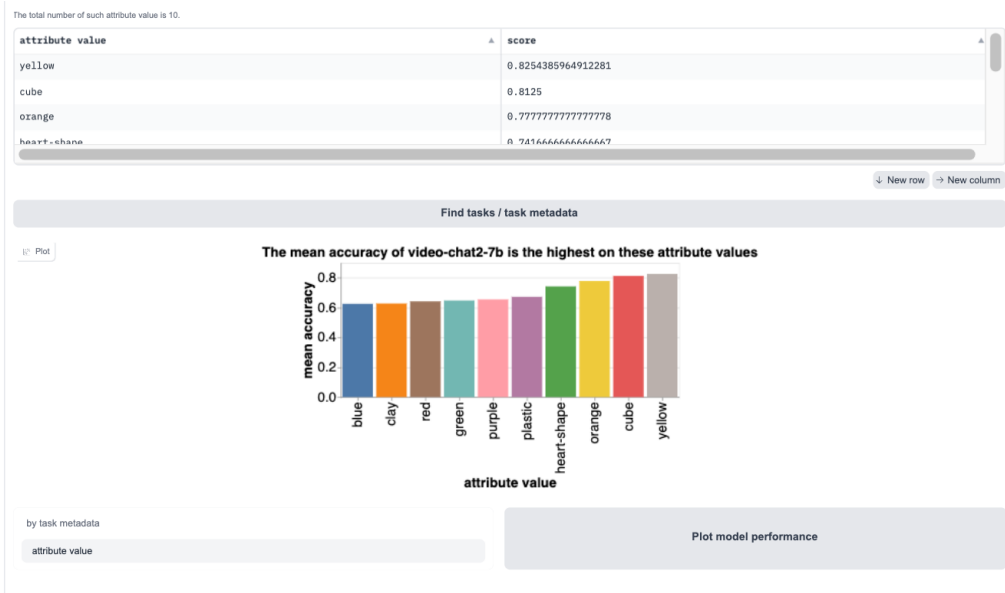 The total number of such attribute value is 10.
attribute value score
yellow 0.8254385964912281
cube 0.8125
orange 0.7777777777777778
heart-shape 0.7416666666666667
↓ New row → New column
Find tasks / task metadata
Plot
The mean accuracy of video-chat2-7b is the highest on these attribute values
mean accuracy
0.8
0.6
0.4
0.2
0.0
blue
clay
red
green
purple
plastic
heart-shape
orange
cube
yellow
attribute value
by task metadata
attribute value
Plot model performance